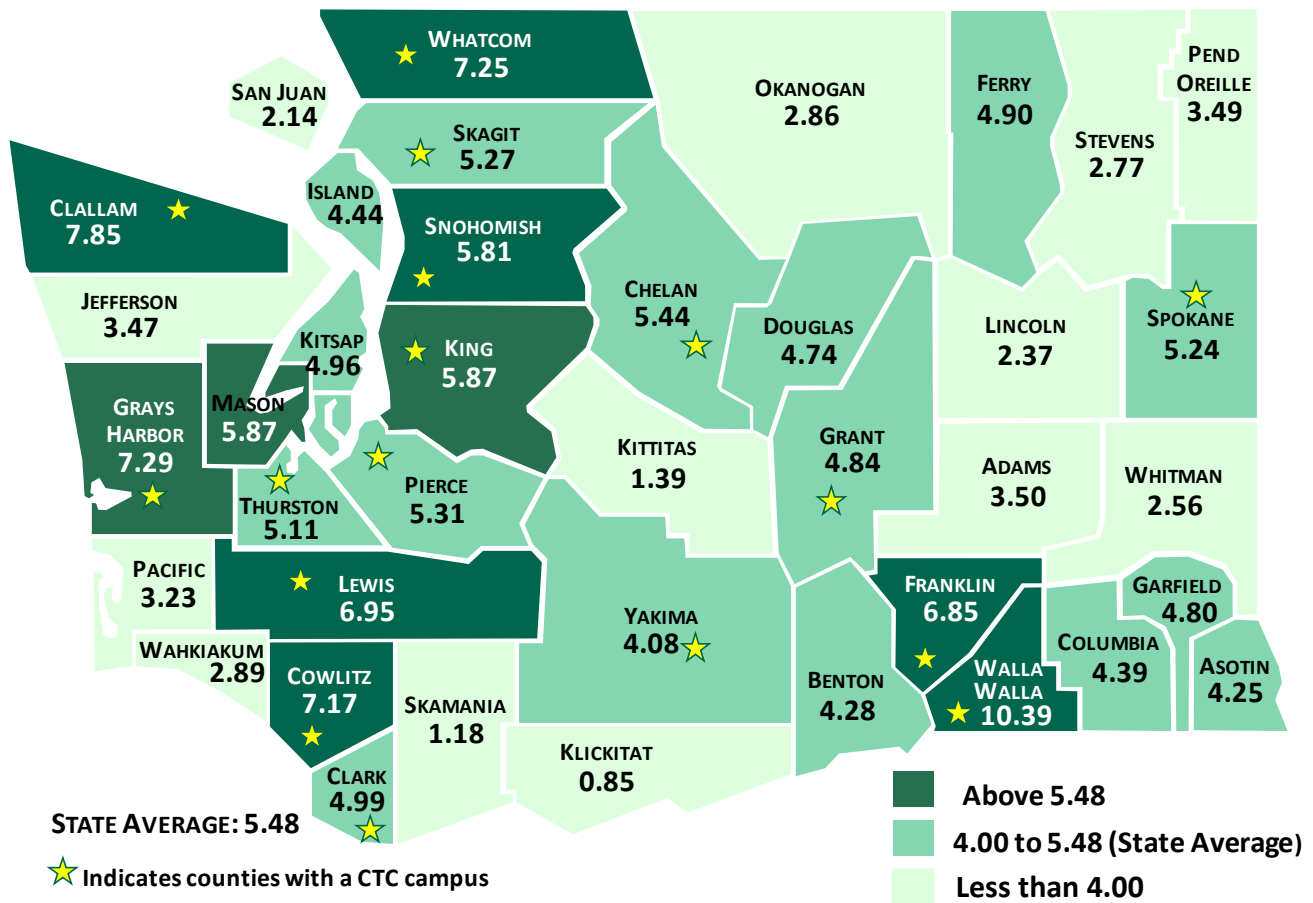 WHATCOM
7.25
SAN JUAN
2.14
SKAGIT
5.27
ISLAND
4.44
CLALLAM
7.85
SNOHOMISH
5.81
JEFFERSON
3.47
KITSAP
4.96
KING
5.87
MASON
5.87
GRAYS
HARBOR
7.29
THURSTON
5.11
PIERCE
5.31
PACIFIC
3.23
LEWIS
6.95
WAHKIAKUM
2.89
COWLITZ
7.17
SKAMANIA
1.18
CLARK
4.99
OKANOGAN
2.86
FERRY
4.90
STEVENS
2.77
PEND
OREILLE
3.49
CHELAN
5.44
DOUGLAS
4.74
LINCOLN
2.37
SPOKANE
5.24
KITTITAS
1.39
GRANT
4.84
ADAMS
3.50
WHITMAN
2.56
YAKIMA
4.08
BENTON
4.28
FRANKLIN
6.85
WALLA
WALLA
10.39
COLUMBIA
4.39
GARFIELD
4.80
ASOTIN
4.25
KLICKITAT
0.85
STATE AVERAGE: 5.48
Indicates counties with a CTC campus
Above 5.48
4.00 to 5.48 (State Average)
Less than 4.00